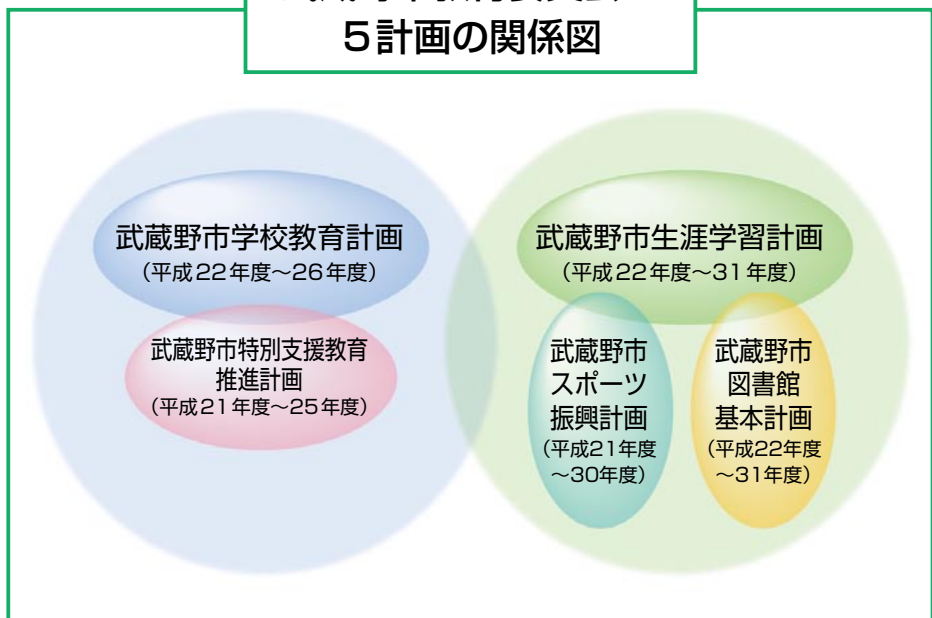 5計画の関係図
武蔵野市学校教育計画
(平成22年度～26年度)
武蔵野市特別支援教育
推進計画
(平成21年度～25年度)
武蔵野市生涯学習計画
(平成22年度～31年度)
武蔵野市
スポーツ
振興計画
(平成21年度
～30年度)
武蔵野市
図書館
基本計画
(平成22年度
～31年度)